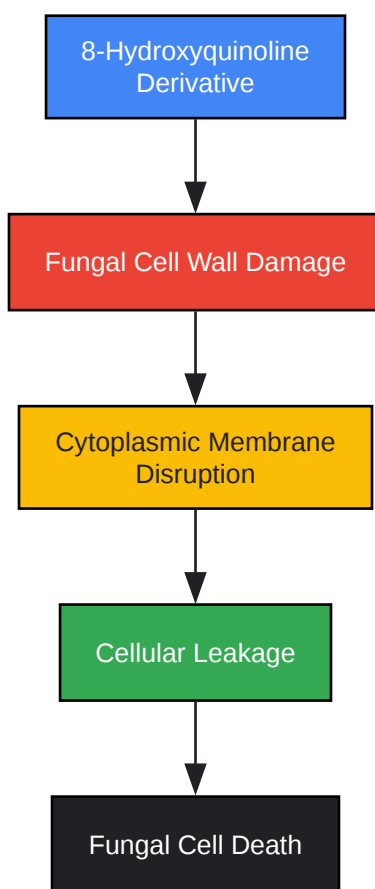 8-Hydroxyquinoline
Derivative
Fungal Cell Wall Damage
Cytoplasmic Membrane
Disruption
Cellular Leakage
Fungal Cell Death